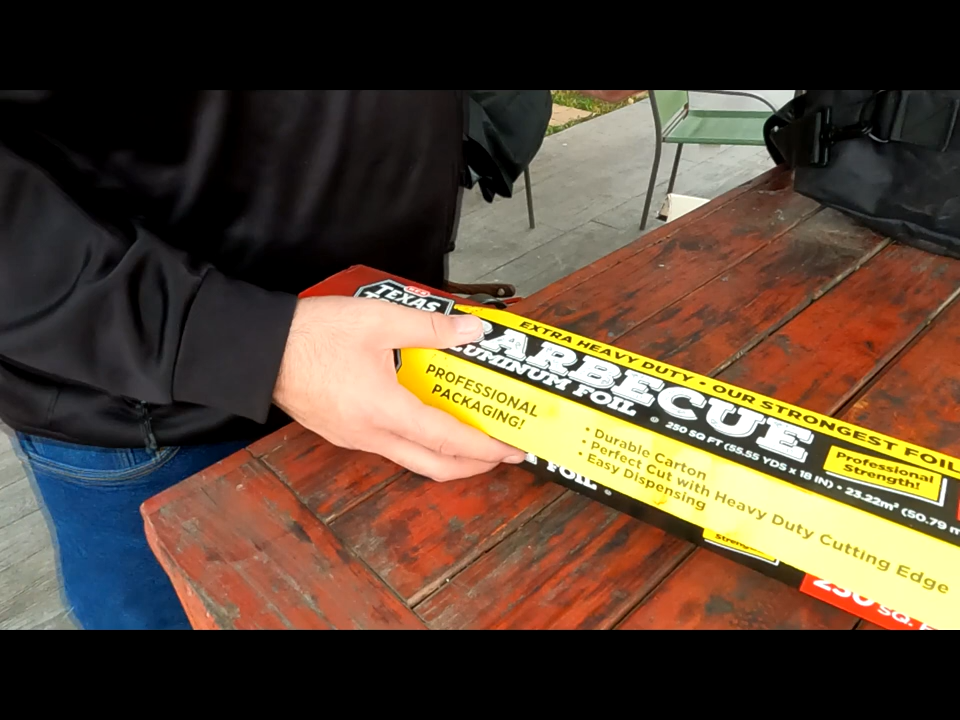 TEXAS
EXTRA HEAVY DUTY • OUR STRONGEST FOIL
BARBECUE
ALUMINUM FOIL
250 SQ FT (55.55 YDS x 18 IN) • 23.22m² (50.79 m
Professional
Strength!
PROFESSIONAL
PACKAGING!
• Durable Carton
• Perfect Cut with Heavy Duty Cutting Edge
• Easy Dispensing
FOIL
250 SQ.